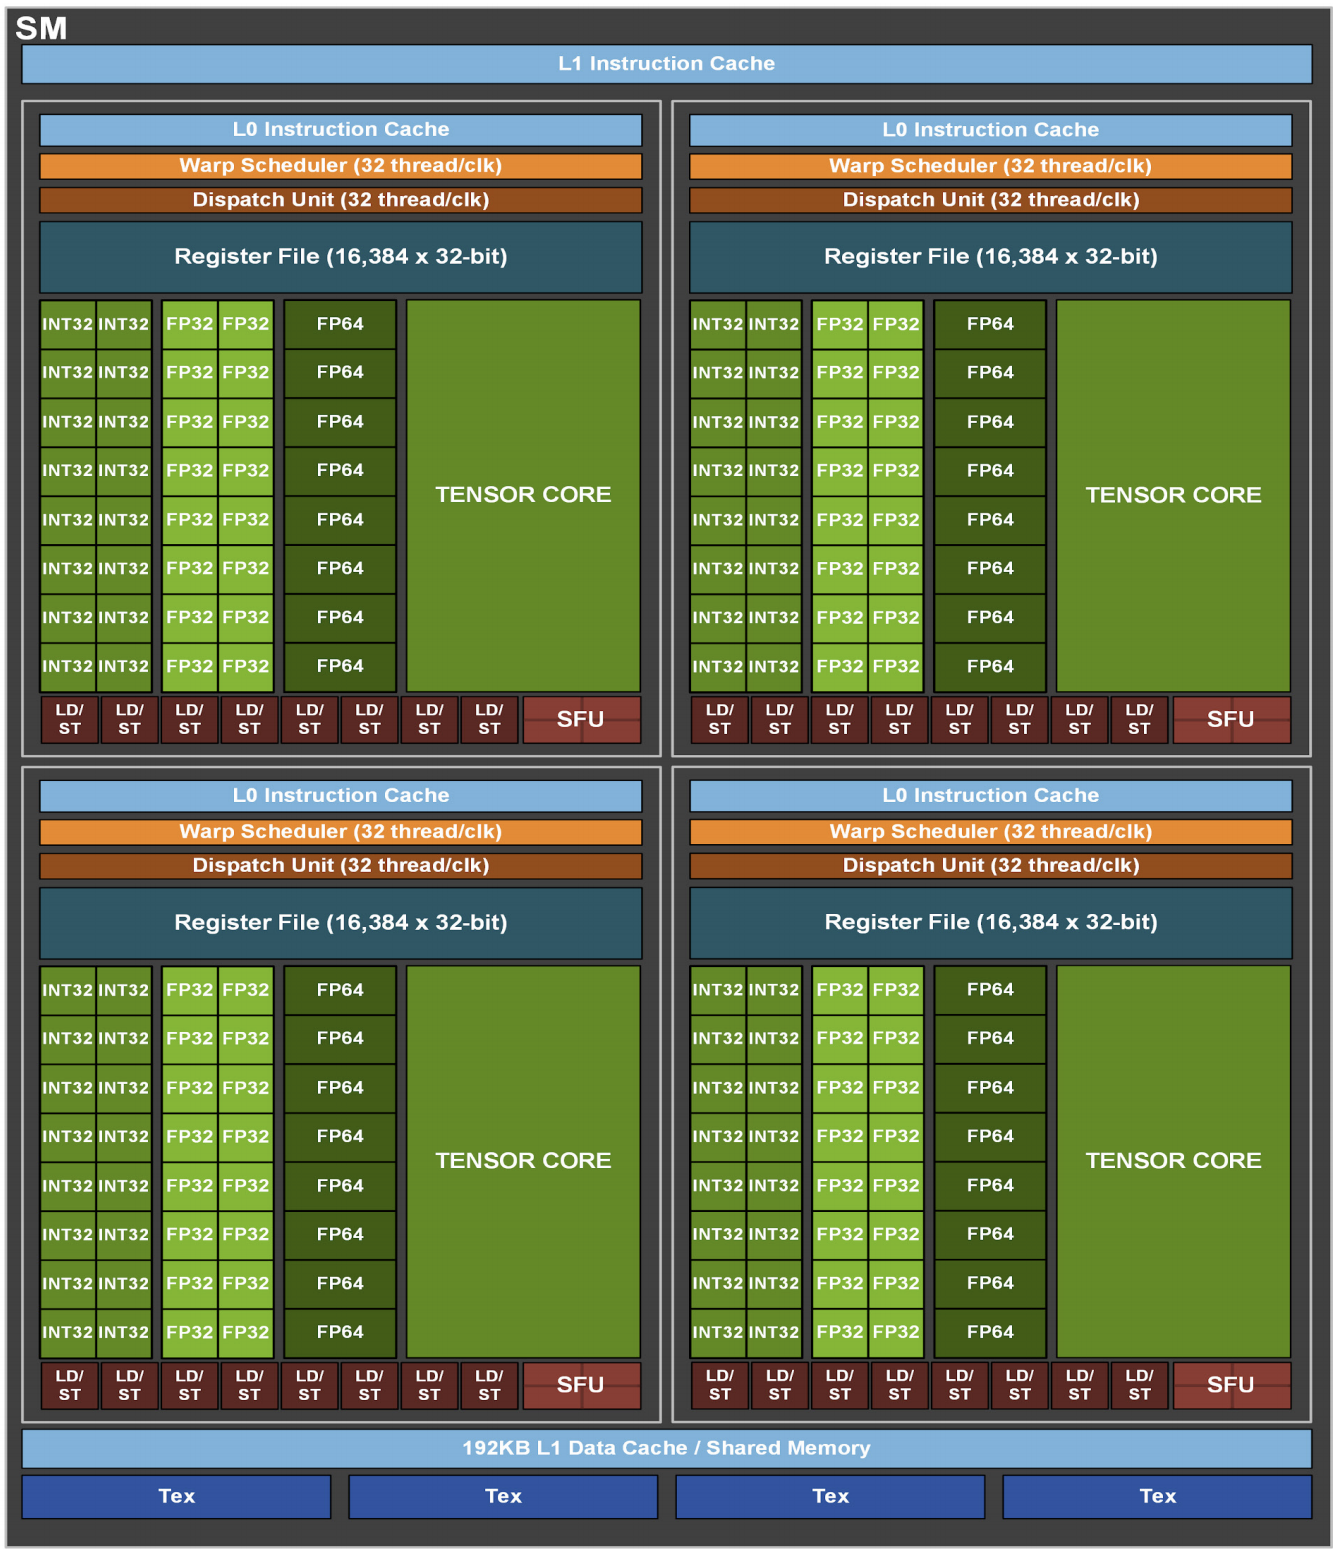 SM
L1 Instruction Cache
L0 Instruction Cache
Warp Scheduler (32 thread/clk)
Dispatch Unit (32 thread/clk)
Register File (16,384 x 32-bit)
INT32 INT32 FP32 FP32 FP64
INT32 INT32 FP32 FP32 FP64
INT32 INT32 FP32 FP32 FP64
INT32 INT32 FP32 FP32 FP64
TENSOR CORE
INT32 INT32 FP32 FP32 FP64
INT32 INT32 FP32 FP32 FP64
INT32 INT32 FP32 FP32 FP64
INT32 INT32 FP32 FP32 FP64
LD/ LD/ LD/ LD/ LD/ LD/ LD/ LD/
ST ST ST ST ST ST ST ST
SFU
L0 Instruction Cache
Warp Scheduler (32 thread/clk)
Dispatch Unit (32 thread/clk)
Register File (16,384 x 32-bit)
INT32 INT32 FP32 FP32 FP64
INT32 INT32 FP32 FP32 FP64
INT32 INT32 FP32 FP32 FP64
INT32 INT32 FP32 FP32 FP64
TENSOR CORE
INT32 INT32 FP32 FP32 FP64
INT32 INT32 FP32 FP32 FP64
INT32 INT32 FP32 FP32 FP64
INT32 INT32 FP32 FP32 FP64
LD/ LD/ LD/ LD/ LD/ LD/ LD/ LD/
ST ST ST ST ST ST ST ST
SFU
L0 Instruction Cache
Warp Scheduler (32 thread/clk)
Dispatch Unit (32 thread/clk)
Register File (16,384 x 32-bit)
INT32 INT32 FP32 FP32 FP64
INT32 INT32 FP32 FP32 FP64
INT32 INT32 FP32 FP32 FP64
INT32 INT32 FP32 FP32 FP64
TENSOR CORE
INT32 INT32 FP32 FP32 FP64
INT32 INT32 FP32 FP32 FP64
INT32 INT32 FP32 FP32 FP64
INT32 INT32 FP32 FP32 FP64
LD/ LD/ LD/ LD/ LD/ LD/ LD/ LD/
ST ST ST ST ST ST ST ST
SFU
L0 Instruction Cache
Warp Scheduler (32 thread/clk)
Dispatch Unit (32 thread/clk)
Register File (16,384 x 32-bit)
INT32 INT32 FP32 FP32 FP64
INT32 INT32 FP32 FP32 FP64
INT32 INT32 FP32 FP32 FP64
INT32 INT32 FP32 FP32 FP64
TENSOR CORE
INT32 INT32 FP32 FP32 FP64
INT32 INT32 FP32 FP32 FP64
INT32 INT32 FP32 FP32 FP64
INT32 INT32 FP32 FP32 FP64
LD/ LD/ LD/ LD/ LD/ LD/ LD/ LD/
ST ST ST ST ST ST ST ST
SFU
192KB L1 Data Cache / Shared Memory
Tex Tex Tex Tex